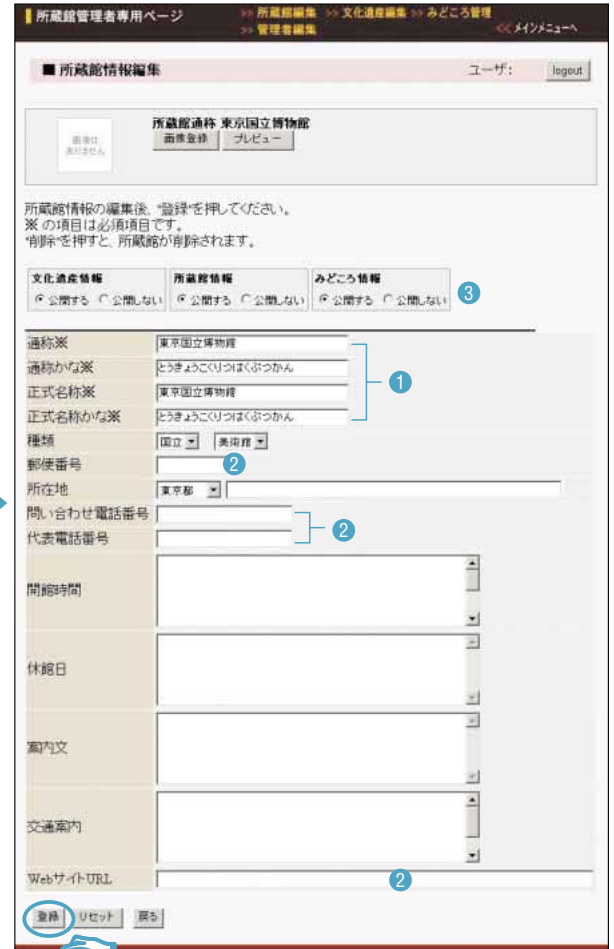 所蔵館管理者専用ページ
>> 所蔵館編集 >> 文化遺産編集 >> みどころ管理
>> 管理者編集
<< メインメニューへ
■ 所蔵館情報編集
ユーザ:
logout
画像は
ありません
所蔵館通称 東京国立博物館
画像登録 プレビュー
所蔵館情報の編集後、"登録"を押してください。
※ の項目は必須項目です。
"削除"を押すと、所蔵館が削除されます。
文化遺産情報 所蔵館情報 みどころ情報
公開する 公開しない 公開する 公開しない 公開する 公開しない 3
通称※ 東京国立博物館
通称かな※ とうきょうこくりつはくぶつかん
1
正式名称※ 東京国立博物館
正式名称かな※ とうきょうこくりつはくぶつかん
種類 国立 美術館
郵便番号 2
所在地 東京都
問い合わせ電話番号
2
代表電話番号
開館時間
休館日
案内文
交通案内
WebサイトURL 2
登録 リセット 戻る